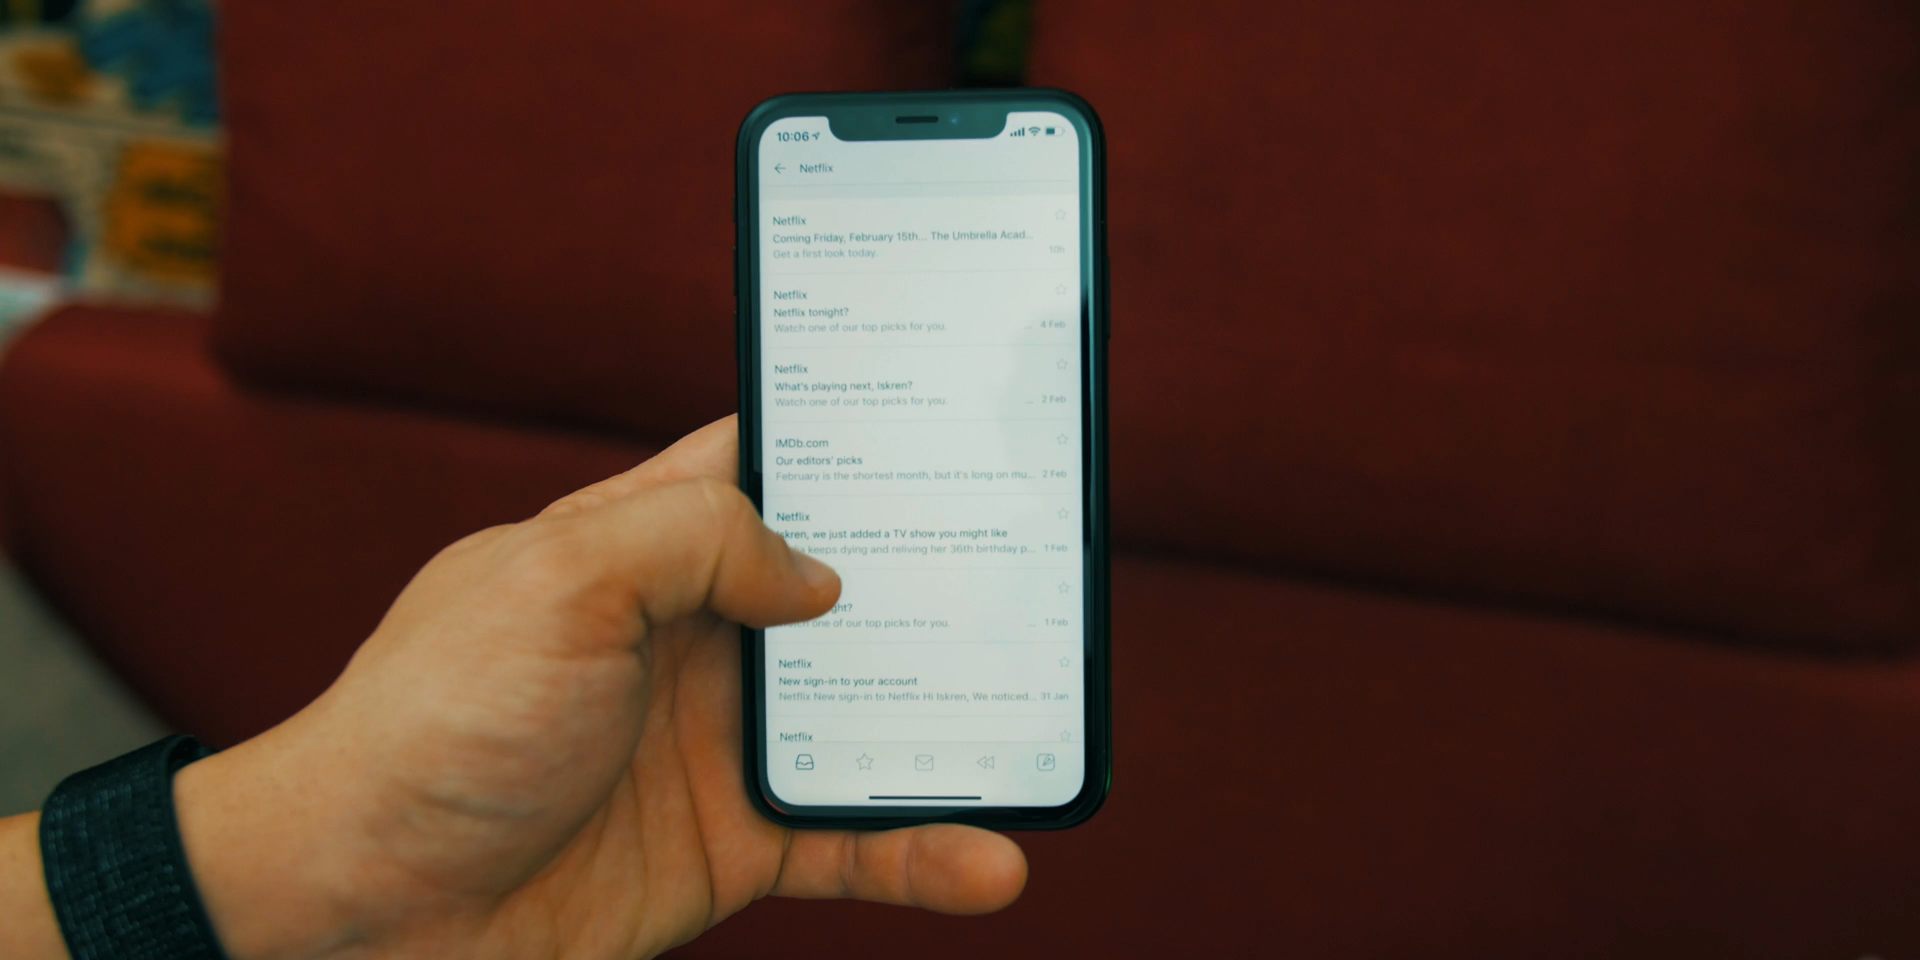 10:06
Netflix
Netflix
Coming Friday, February 15th... The Umbrella Acad...
Get a first look today.
10h
Netflix
Netflix tonight?
Watch one of our top picks for you.
... 4 Feb
Netflix
What's playing next, Iskren?
Watch one of our top picks for you.
... 2 Feb
IMDb.com
Our editors' picks
February is the shortest month, but it's long on mu... 2 Feb
Netflix
Iskren, we just added a TV show you might like
keeps dying and reliving her 36th birthday p... 1 Feb
ght?
Watch one of our top picks for you.
... 1 Feb
Netflix
New sign-in to your account
Netflix New sign-in to Netflix Hi Iskren, We noticed... 31 Jan
Netflix